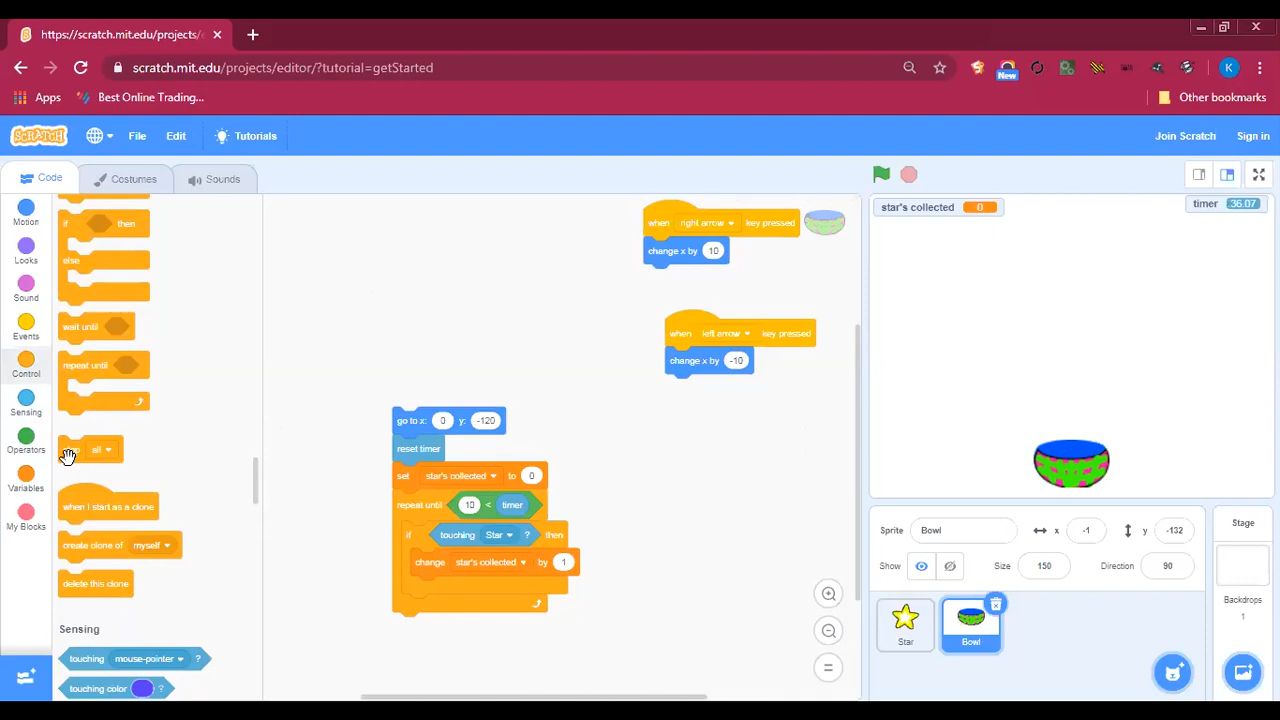 https://scratch.mit.edu/projects/e
scratch.mit.edu/projects/editor/?tutorial=getStarted
New
K
Apps
Best Online Trading...
Other bookmarks
SCRATCH
File
Edit
Tutorials
Join Scratch
Sign in
Code
Costumes
Sounds
Motion
Looks
Sound
Events
Control
Sensing
Operators
Variables
My Blocks
if then
else
wait until
repeat until
all
when I start as a clone
create clone of myself
delete this clone
Sensing
touching mouse-pointer ?
touching color ?
when right arrow key pressed
change x by 10
when left arrow key pressed
change x by -10
go to x: 0 y: -120
reset timer
set star's collected to 0
repeat until 10 < timer
if touching Star ? then
change star's collected by 1
star's collected 0
timer 36.07
Sprite Bowl x -1 y -132
Show Size 150 Direction 90
Star
Bowl
Stage
Backdrops
1